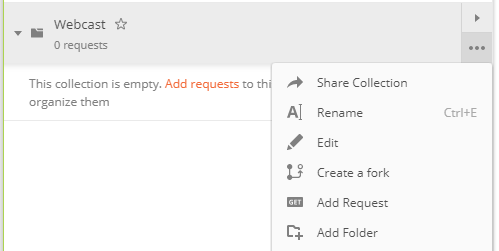 Webcast
0 requests
This collection is empty. Add requests to thi
organize them
Share Collection
Rename Ctrl+E
Edit
Create a fork
GET Add Request
Add Folder